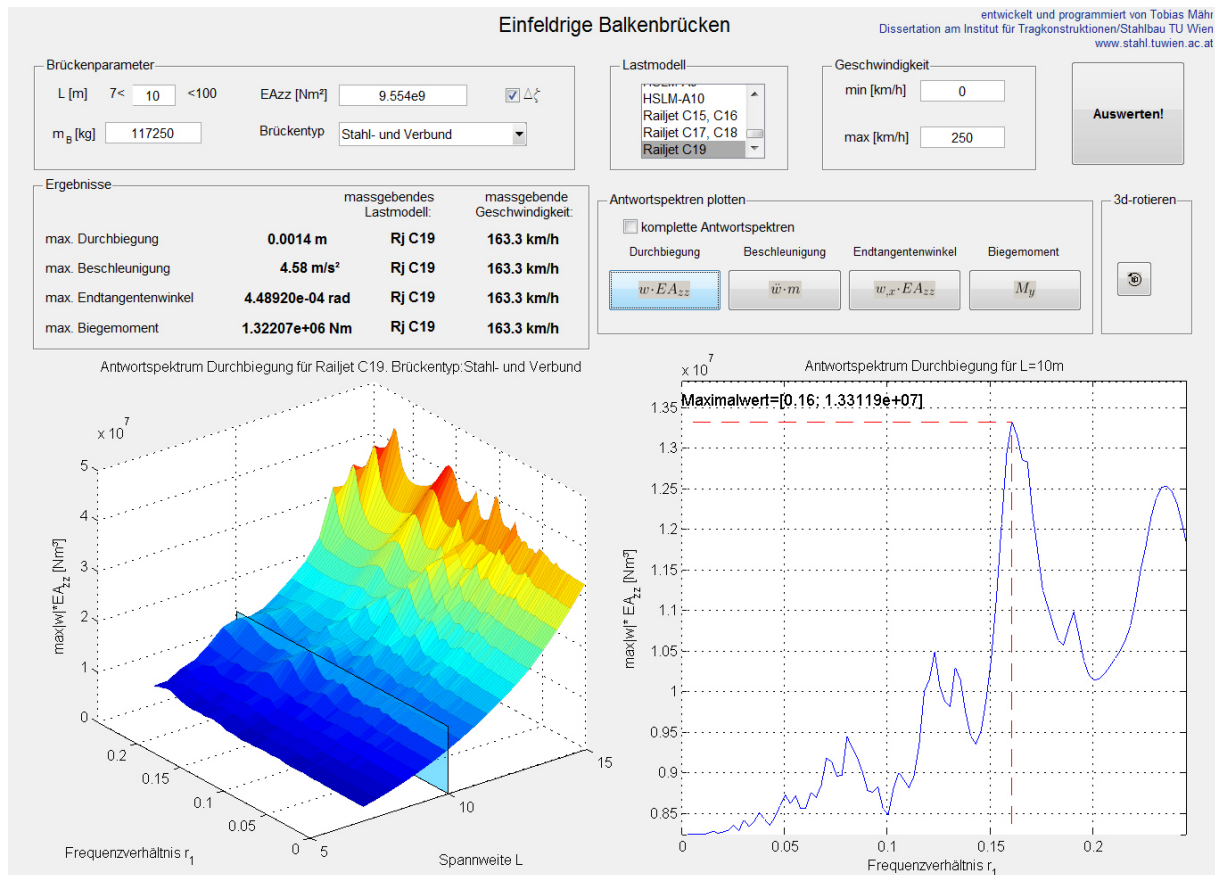 Einfeldrige Balkenbrücken
entwickelt und programmiert von Tobias Mähr
Dissertation am Institut für Tragkonstruktionen/Stahlbau TU Wien
www.stahl.tuwien.ac.at
Brückenparameter
L [m] 7< 10 <100 EAzz [Nm²] 9.554e9 Δζ
m_B [kg] 117250 Brückentyp Stahl- und Verbund
Lastmodell
HSLM-A10
Railjet C15, C16
Railjet C17, C18
Railjet C19
Geschwindigkeit
min [km/h] 0
max [km/h] 250
Auswerten!
Ergebnisse
massgebendes massgebende
Lastmodell: Geschwindigkeit:
max. Durchbiegung 0.0014 m Rj C19 163.3 km/h
max. Beschleunigung 4.58 m/s² Rj C19 163.3 km/h
max. Endtangentenwinkel 4.48920e-04 rad Rj C19 163.3 km/h
max. Biegemoment 1.32207e+06 Nm Rj C19 163.3 km/h
Antwortspektren plotten
komplette Antwortspektren
Durchbiegung Beschleunigung Endtangentenwinkel Biegemoment
w·EA_zz ẅ·m w_,x·EA_zz M_y
3d-rotieren
Antwortspektrum Durchbiegung für Railjet C19. Brückentyp:Stahl- und Verbund
x 10^7
5
4
3
2
1
0
max|w|*EA_zz [Nm³]
0.2
0.15
0.1
0.05
0
5
10
15
Frequenzverhältnis r_1
Spannweite L
Antwortspektrum Durchbiegung für L=10m
x 10^7
Maximalwert=[0.16; 1.33119e+07]
1.35
1.3
1.25
1.2
1.15
1.1
1.05
1
0.95
0.9
0.85
max|w|* EA_zz [Nm³]
0 0.05 0.1 0.15 0.2
Frequenzverhältnis r_1